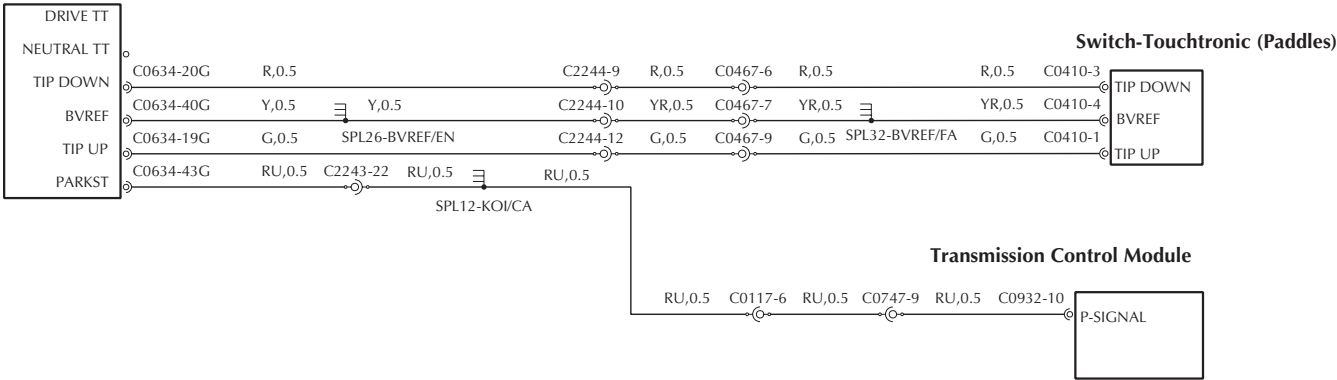 DRIVE TT
Switch-Touchtronic (Paddles)
NEUTRAL TT
TIP DOWN C0634-20G R,0.5 C2244-9 R,0.5 C0467-6 R,0.5 R,0.5 C0410-3 TIP DOWN
BVREF C0634-40G Y,0.5 Y,0.5 C2244-10 YR,0.5 C0467-7 YR,0.5 YR,0.5 C0410-4 BVREF
SPL26-BVREF/EN SPL32-BVREF/FA
TIP UP C0634-19G G,0.5 C2244-12 G,0.5 C0467-9 G,0.5 G,0.5 C0410-1 TIP UP
PARKST C0634-43G RU,0.5 C2243-22 RU,0.5 RU,0.5
SPL12-KOI/CA
Transmission Control Module
RU,0.5 C0117-6 RU,0.5 C0747-9 RU,0.5 C0932-10 P-SIGNAL